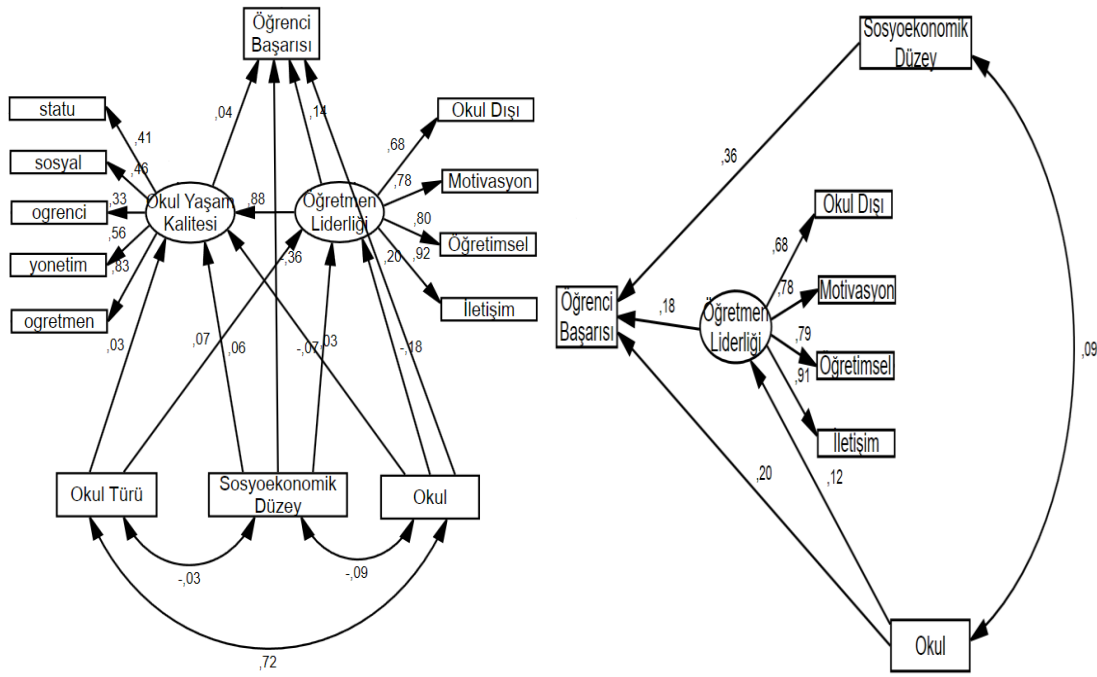 Öğrenci
Başarısı
statu
sosyal
ogrenci
yonetim
ogretmen
,41
,46
,33
,56
,83
Okul Yaşam
Kalitesi
,04
,88
,14
Öğretmen
Liderliği
,68
,78
,80
,92
Okul Dışı
Motivasyon
Öğretimsel
İletişim
-,36
,20
,03
,07
,06
-,07
,03
-,18
Okul Türü
Sosyoekonomik
Düzey
Okul
-,03
-,09
,72
Sosyoekonomik
Düzey
,36
,09
Okul Dışı
Motivasyon
Öğretimsel
İletişim
,68
,78
,79
,91
Öğrenci
Başarısı
,18
Öğretmen
Liderliği
,20
,12
Okul